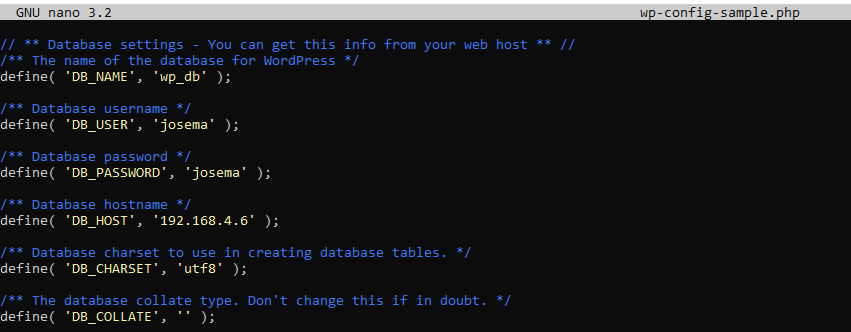 GNU nano 3.2 wp-config-sample.php
// ** Database settings - You can get this info from your web host ** //
/** The name of the database for WordPress */
define( 'DB_NAME', 'wp_db' );
/** Database username */
define( 'DB_USER', 'josema' );
/** Database password */
define( 'DB_PASSWORD', 'josema' );
/** Database hostname */
define( 'DB_HOST', '192.168.4.6' );
/** Database charset to use in creating database tables. */
define( 'DB_CHARSET', 'utf8' );
/** The database collate type. Don't change this if in doubt. */
define( 'DB_COLLATE', '' );